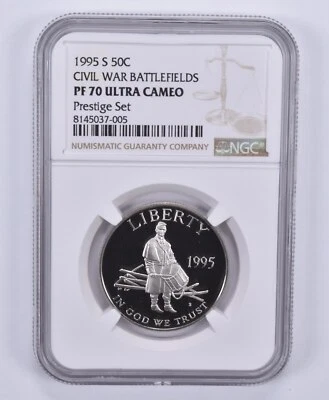 1995 S 50C
CIVIL WAR BATTLEFIELDS
PF 70 ULTRA CAMEO
Prestige Set
8145037-005
NUMISMATIC GUARANTY COMPANY
NGC
LIBERTY
1995
IN GOD WE TRUST